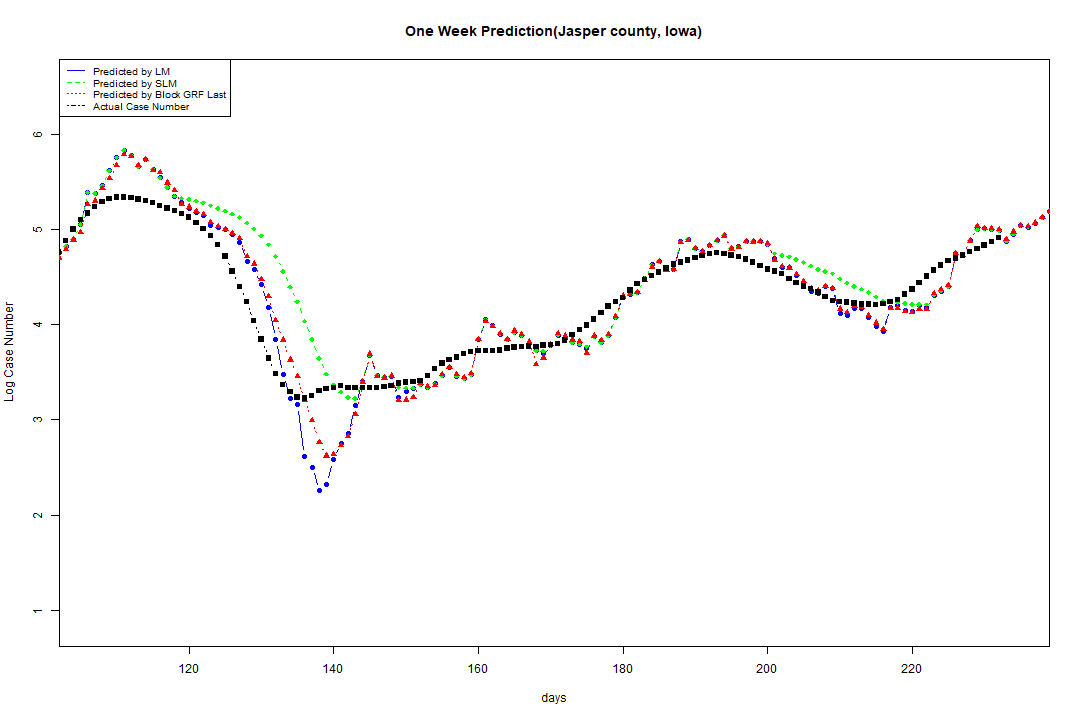 One Week Prediction(Jasper county, Iowa)
Predicted by LM
Predicted by SLM
Predicted by Block GRF Last
Actual Case Number
6
5
4
3
2
1
Log Case Number
120 140 160 180 200 220
days